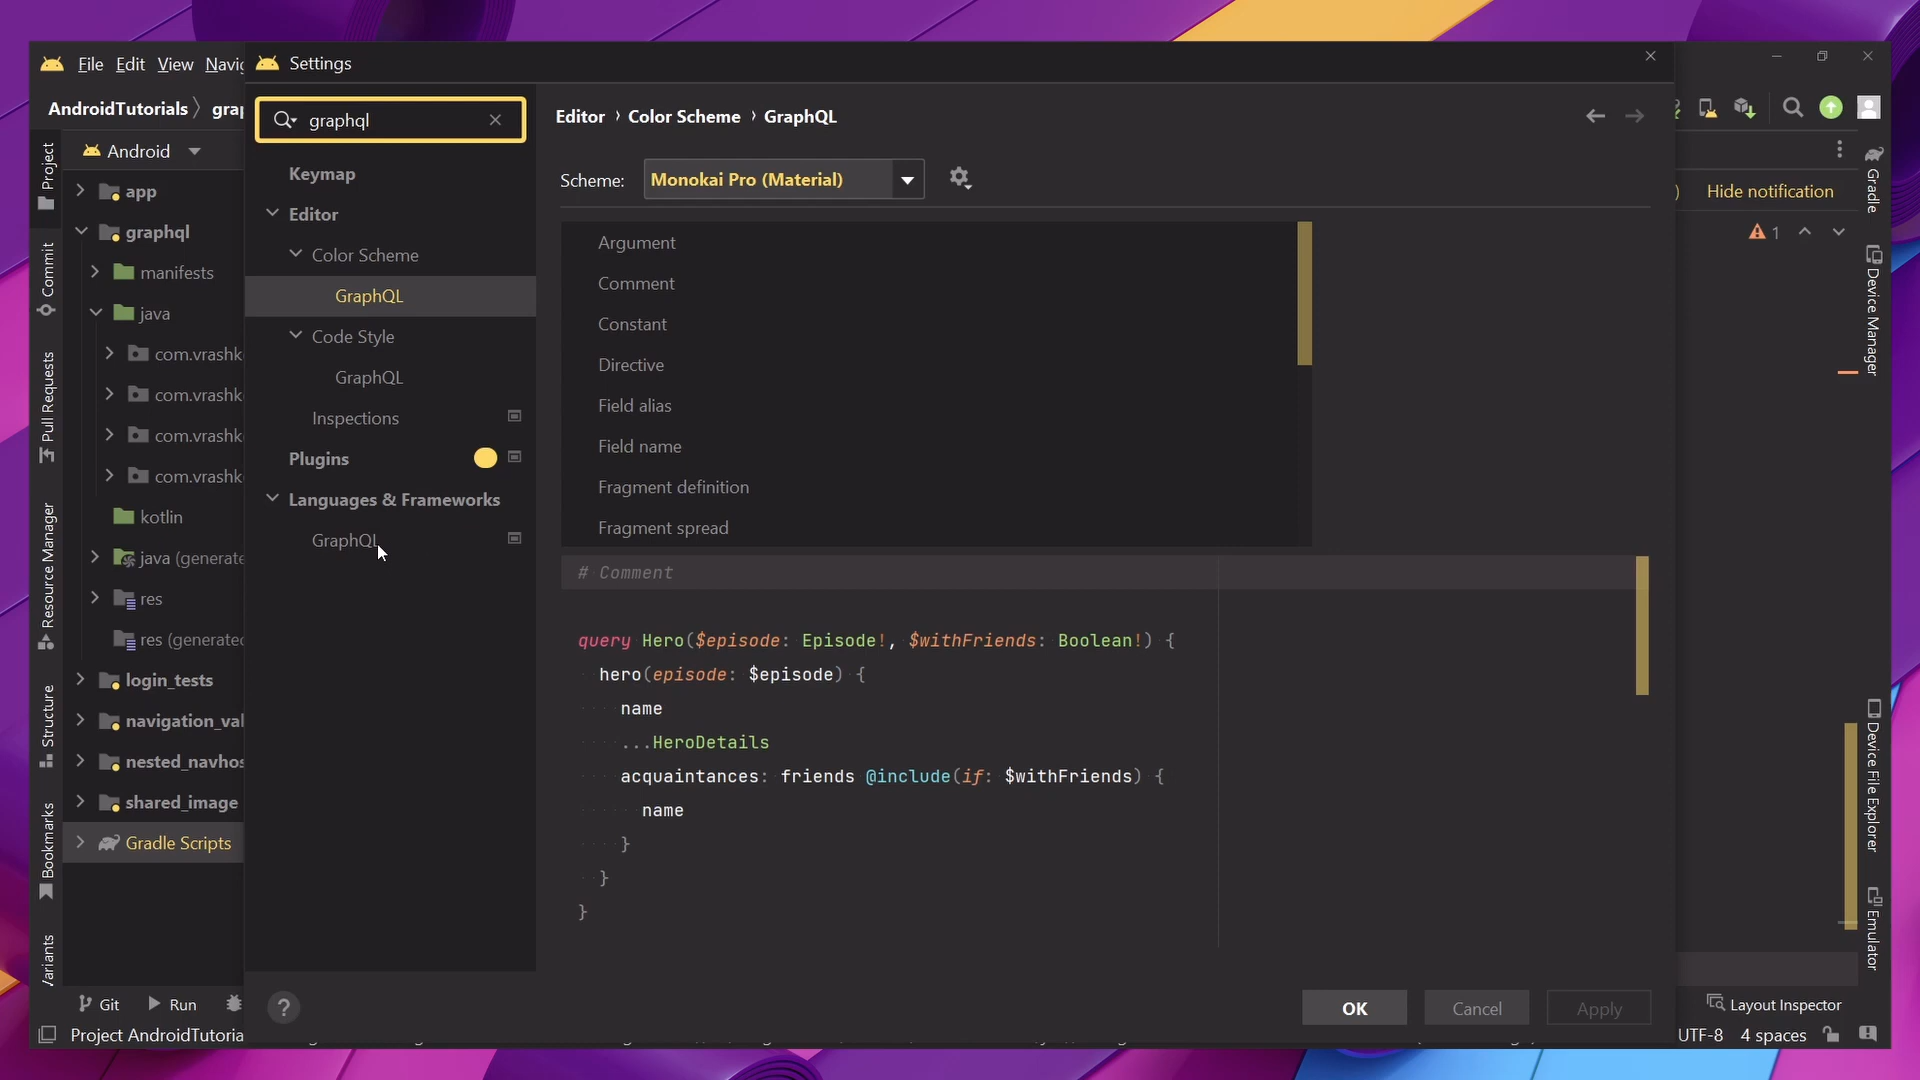 File Edit View Navig
Settings
AndroidTutorials
graphql
Editor › Color Scheme › GraphQL
Android
Keymap
Scheme: Monokai Pro (Material)
app
Hide notification
Editor
Argument
graphql
1
Color Scheme
Comment
manifests
GraphQL
Constant
java
Code Style
Directive
com.vrashk
GraphQL
Field alias
com.vrashk
Inspections
Field name
com.vrashk
Plugins
Fragment definition
com.vrashk
Languages & Frameworks
Fragment spread
kotlin
GraphQL
java (generate
# Comment
res
res (generated
query Hero($episode: Episode!, $withFriends: Boolean!) {
login_tests
hero(episode: $episode) {
navigation_val
name
...HeroDetails
nested_navhos
acquaintances: friends @include(if: $withFriends) {
shared_image
name
Gradle Scripts
}
}
}
Git Run
?
OK Cancel Apply
Layout Inspector
Project AndroidTutoria
UTF-8 4 spaces
Project
Commit
Pull Requests
Resource Manager
Structure
Bookmarks
Gradle
Device Manager
Device File Explorer
Emulator